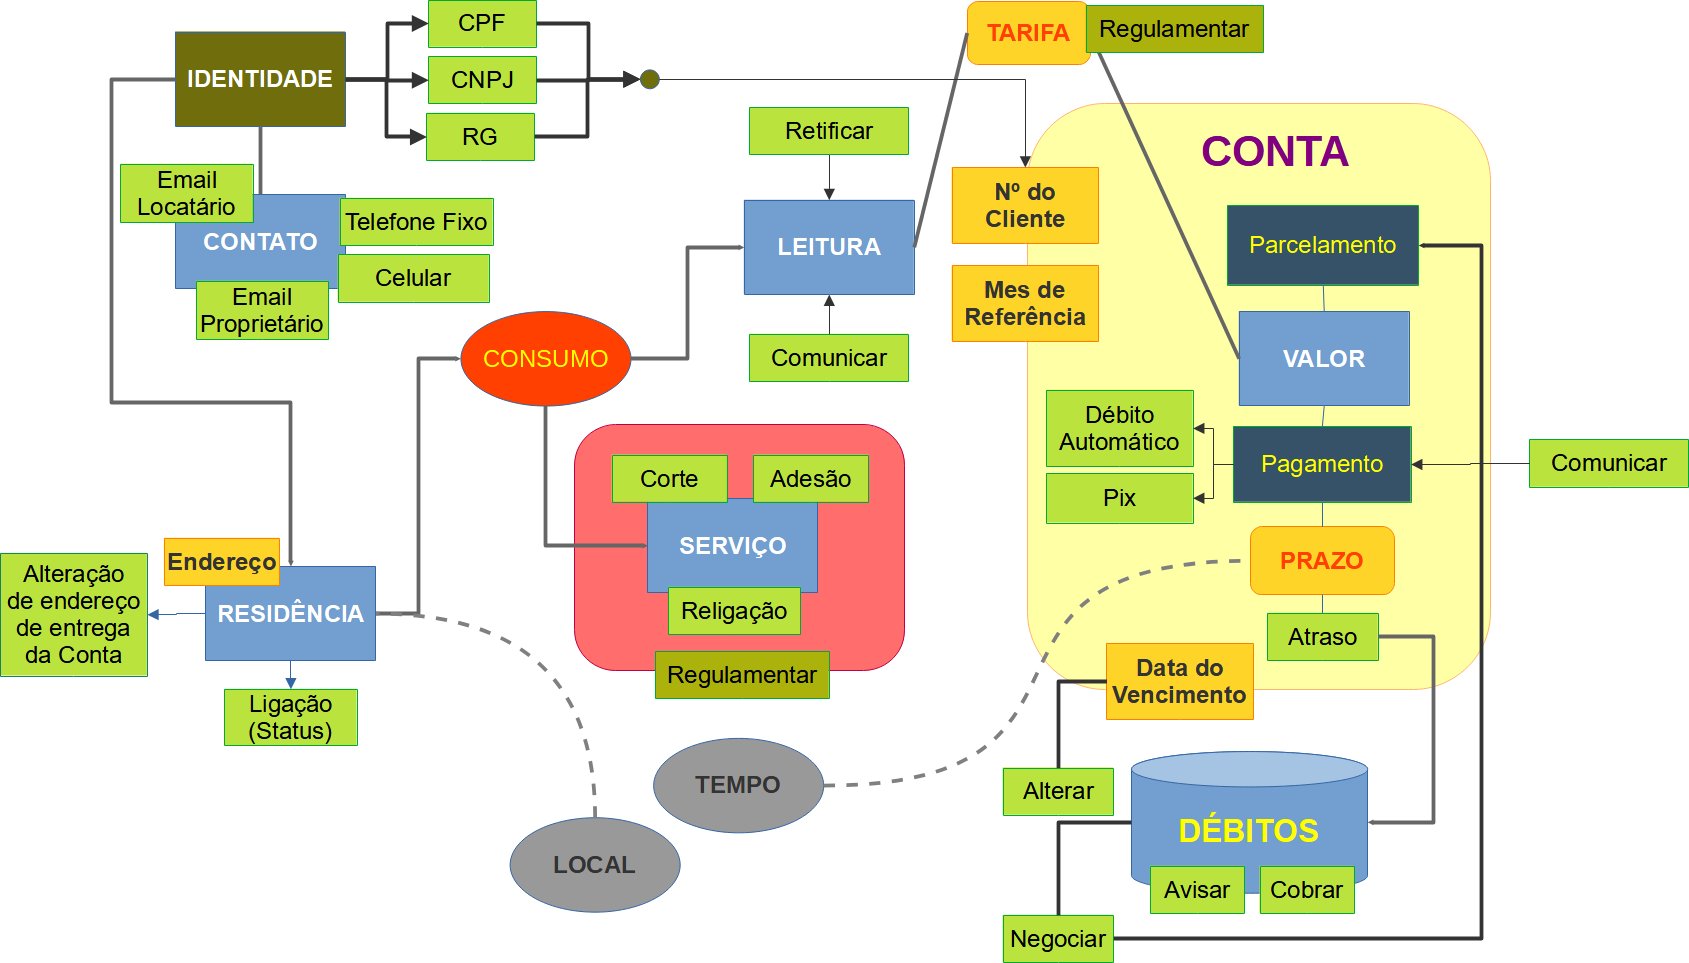 IDENTIDADE
CPF
CNPJ
RG
TARIFA
Regulamentar
Email
Locatário
CONTATO
Telefone Fixo
Celular
Email
Proprietário
Retificar
LEITURA
Comunicar
CONSUMO
CONTA
Nº do
Cliente
Mes de
Referência
Parcelamento
VALOR
Débito
Automático
Pix
Pagamento
Comunicar
PRAZO
Atraso
Data do
Vencimento
Corte
Adesão
SERVIÇO
Religação
Regulamentar
Endereço
RESIDÊNCIA
Alteração
de endereço
de entrega
da Conta
Ligação
(Status)
TEMPO
LOCAL
Alterar
DÉBITOS
Avisar
Cobrar
Negociar